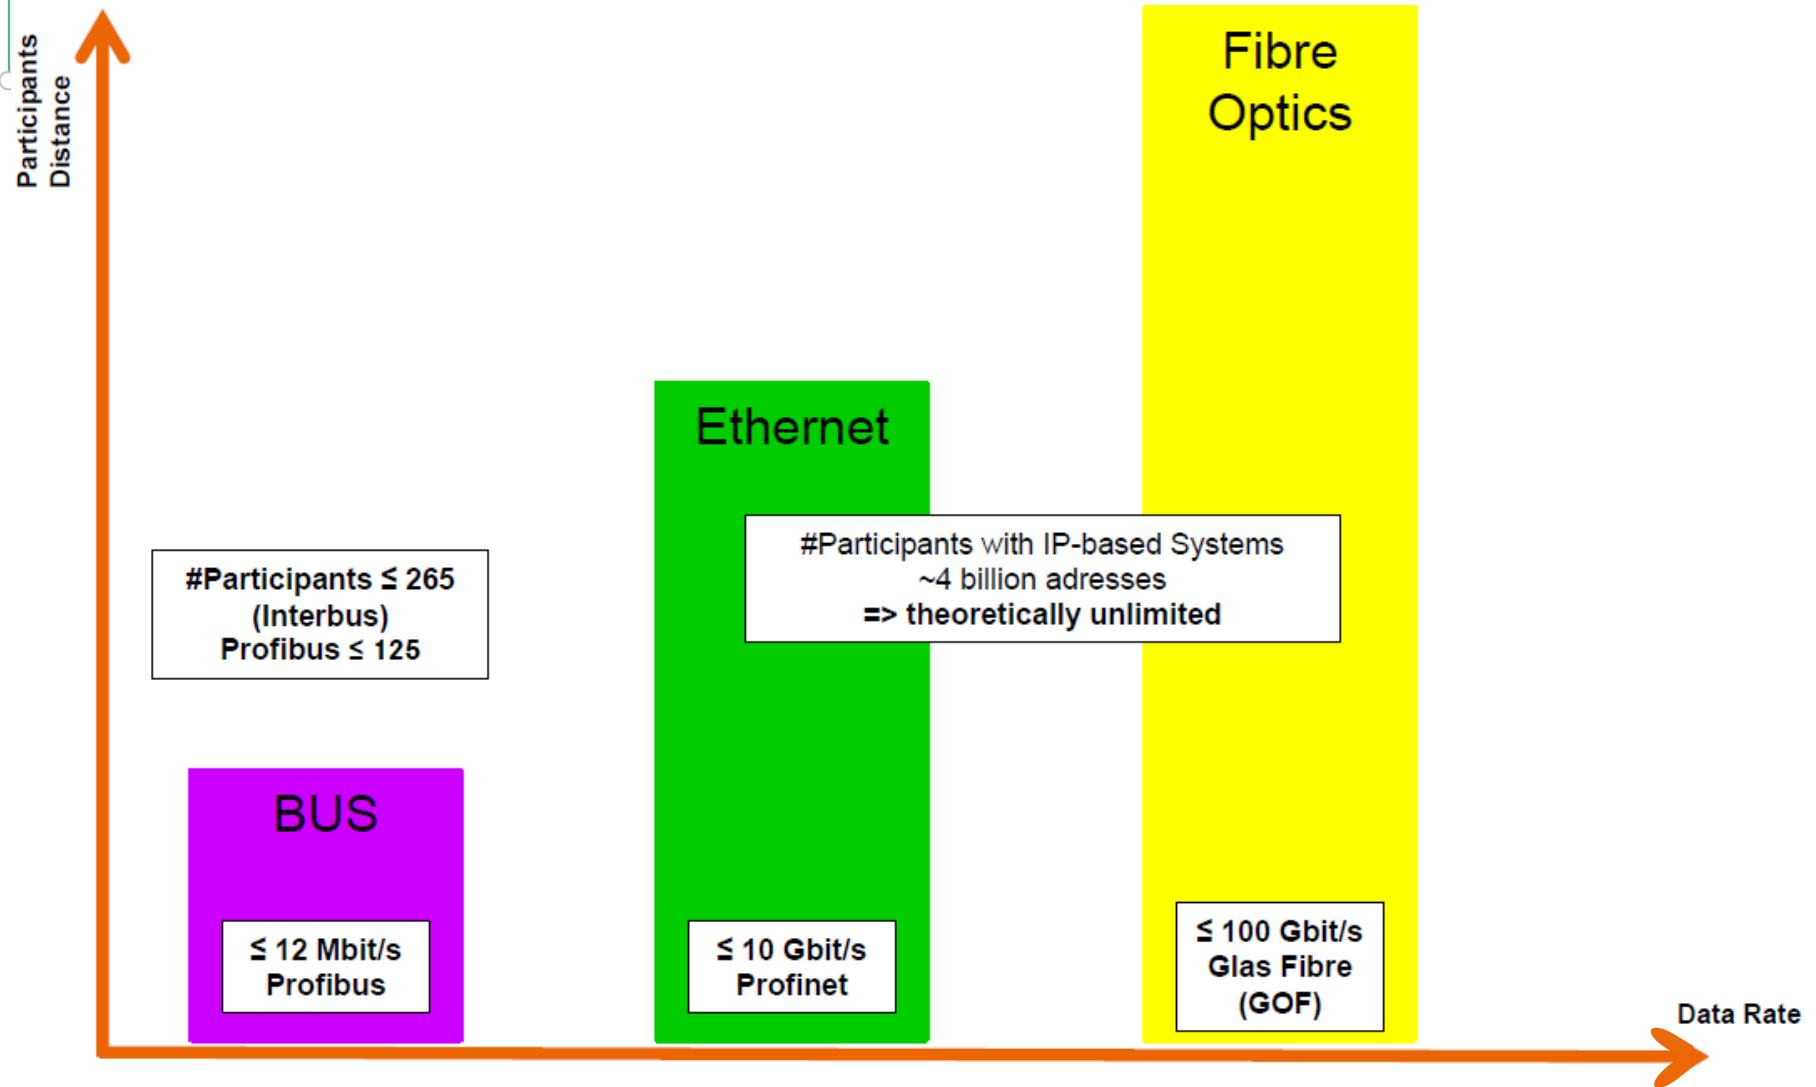 Participants
Distance
Fibre
Optics
Ethernet
#Participants with IP-based Systems
~4 billion adresses
=> theoretically unlimited
#Participants ≤ 265
(Interbus)
Profibus ≤ 125
BUS
≤ 12 Mbit/s
Profibus
≤ 10 Gbit/s
Profinet
≤ 100 Gbit/s
Glas Fibre
(GOF)
Data Rate